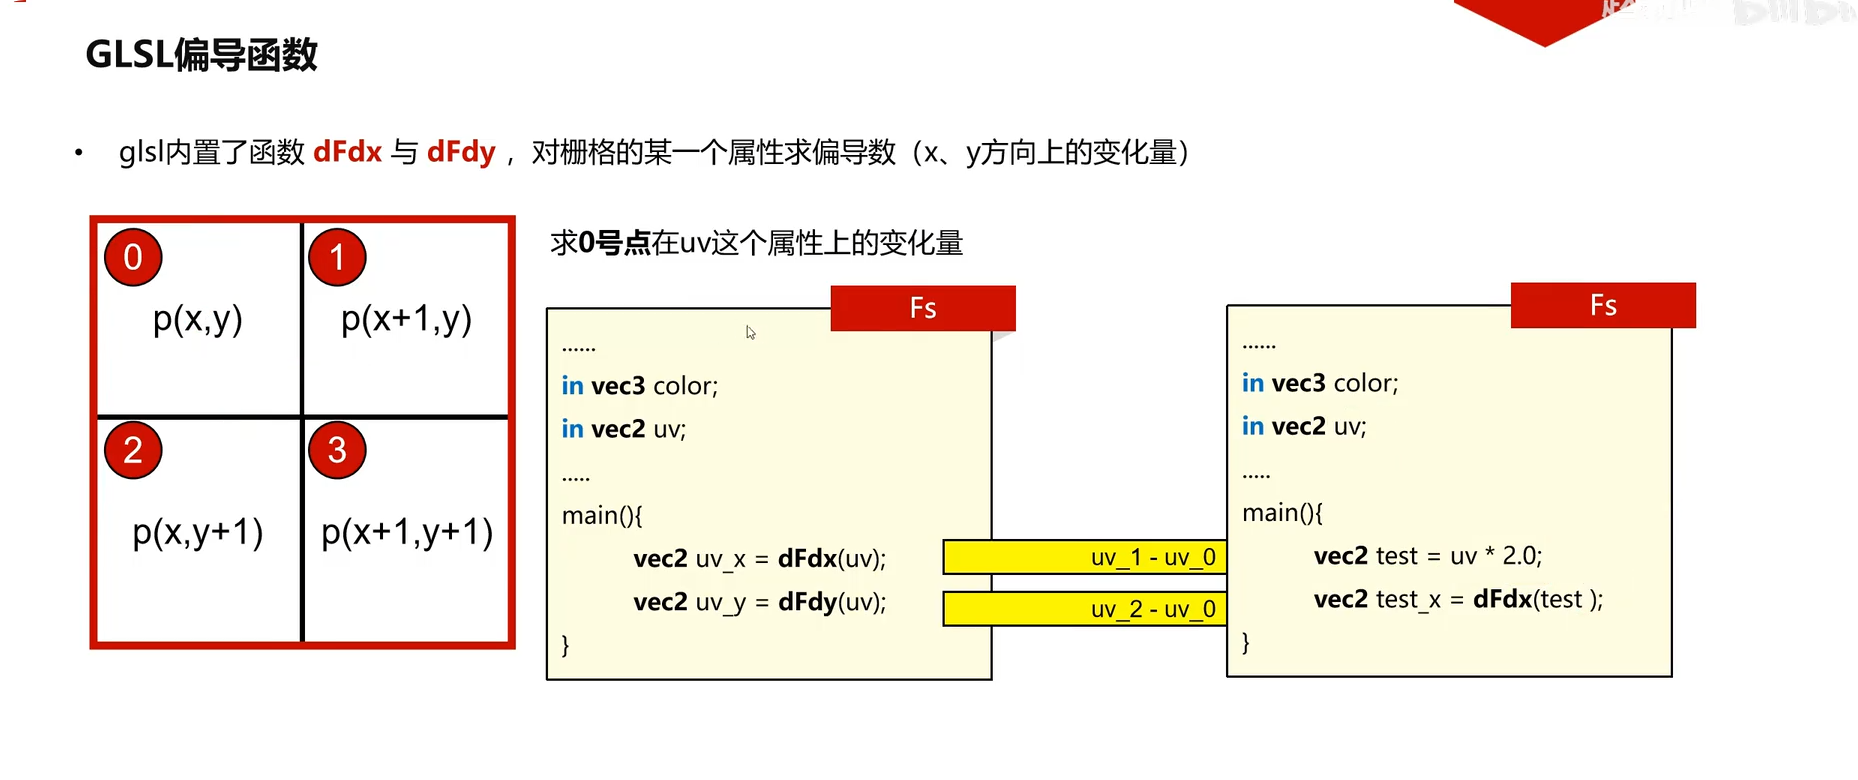 GLSL偏导函数
• glsl内置了函数 dFdx 与 dFdy ，对栅格的某一个属性求偏导数（x、y方向上的变化量）
0
p(x,y)
1
p(x+1,y)
2
p(x,y+1)
3
p(x+1,y+1)
求0号点在uv这个属性上的变化量
Fs
......
in vec3 color;
in vec2 uv;
.....
main(){
vec2 uv_x = dFdx(uv);
vec2 uv_y = dFdy(uv);
}
uv_1 - uv_0
uv_2 - uv_0
Fs
......
in vec3 color;
in vec2 uv;
.....
main(){
vec2 test = uv * 2.0;
vec2 test_x = dFdx(test );
}